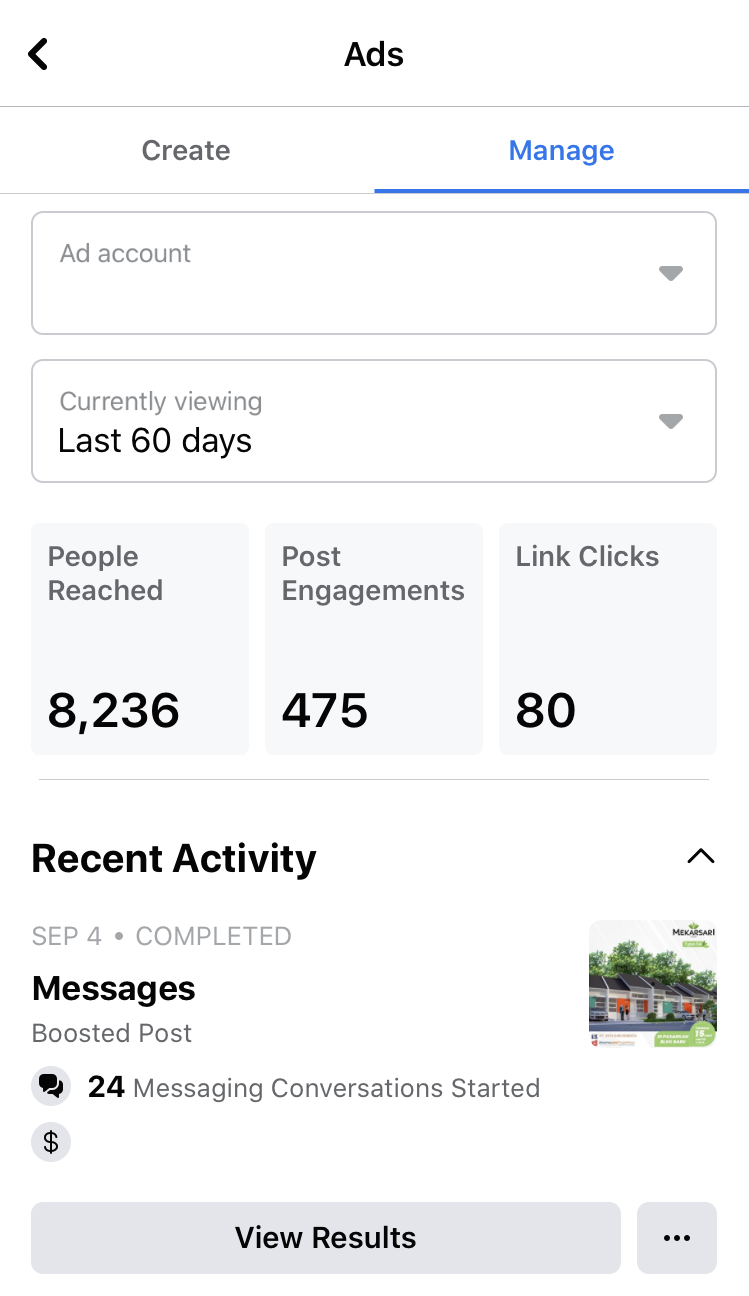 Ads
Create
Manage
Ad account
Currently viewing
Last 60 days
People
Reached
8,236
Post
Engagements
475
Link Clicks
80
Recent Activity
SEP 4 • COMPLETED
Messages
Boosted Post
24 Messaging Conversations Started
$
View Results
MEKARSARI